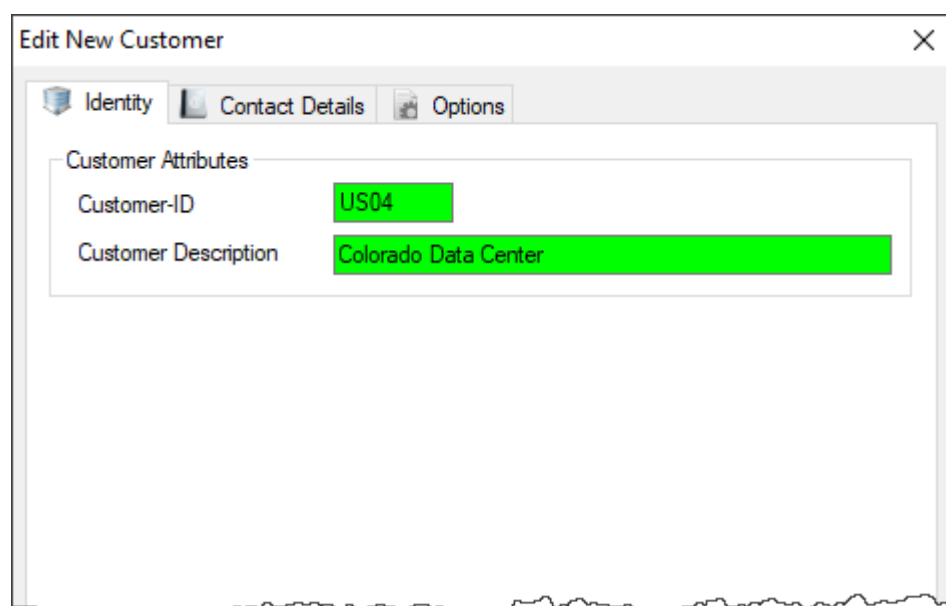 Edit New Customer
Identity Contact Details Options
Customer Attributes
Customer-ID US04
Customer Description Colorado Data Center